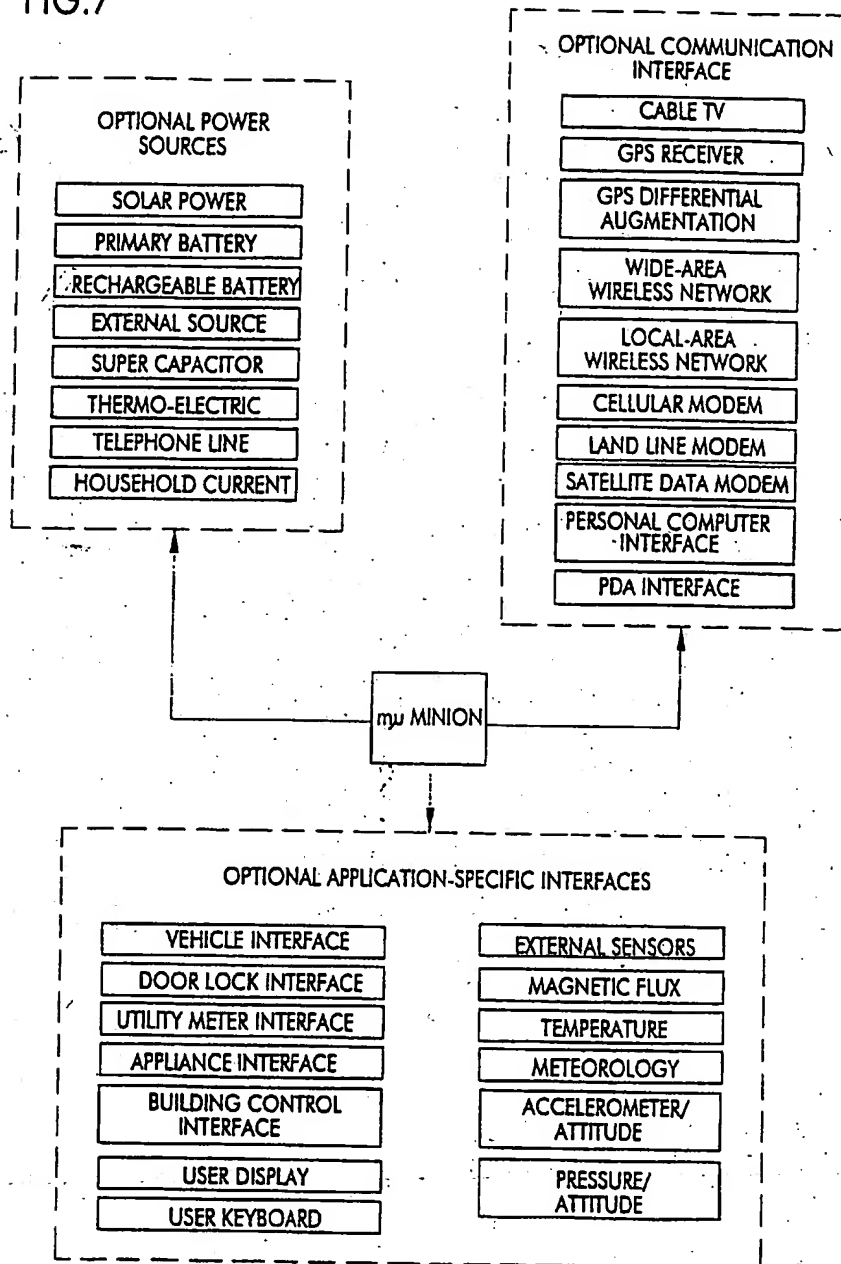 FIG.7
OPTIONAL POWER
SOURCES
SOLAR POWER
PRIMARY BATTERY
RECHARGEABLE BATTERY
EXTERNAL SOURCE
SUPER CAPACITOR
THERMO-ELECTRIC
TELEPHONE LINE
HOUSEHOLD CURRENT
OPTIONAL COMMUNICATION
INTERFACE
CABLE TV
GPS RECEIVER
GPS DIFFERENTIAL
AUGMENTATION
WIDE-AREA
WIRELESS NETWORK
LOCAL-AREA
WIRELESS NETWORK
CELLULAR MODEM
LAND LINE MODEM
SATELLITE DATA MODEM
PERSONAL COMPUTER
INTERFACE
PDA INTERFACE
mµ MINION
OPTIONAL APPLICATION-SPECIFIC INTERFACES
VEHICLE INTERFACE
DOOR LOCK INTERFACE
UTILITY METER INTERFACE
APPLIANCE INTERFACE
BUILDING CONTROL
INTERFACE
USER DISPLAY
USER KEYBOARD
EXTERNAL SENSORS
MAGNETIC FLUX
TEMPERATURE
METEOROLOGY
ACCELEROMETER/
ATTITUDE
PRESSURE/
ATTITUDE